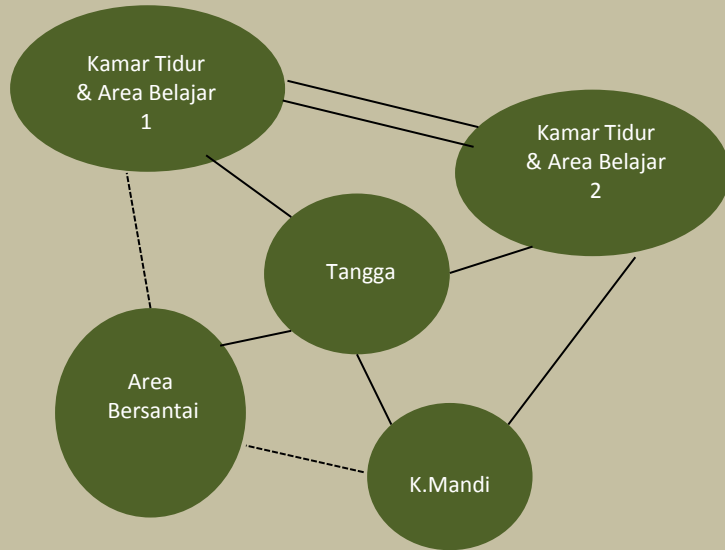 Kamar Tidur
& Area Belajar
1
Kamar Tidur
& Area Belajar
2
Tangga
Area
Bersantai
K.Mandi